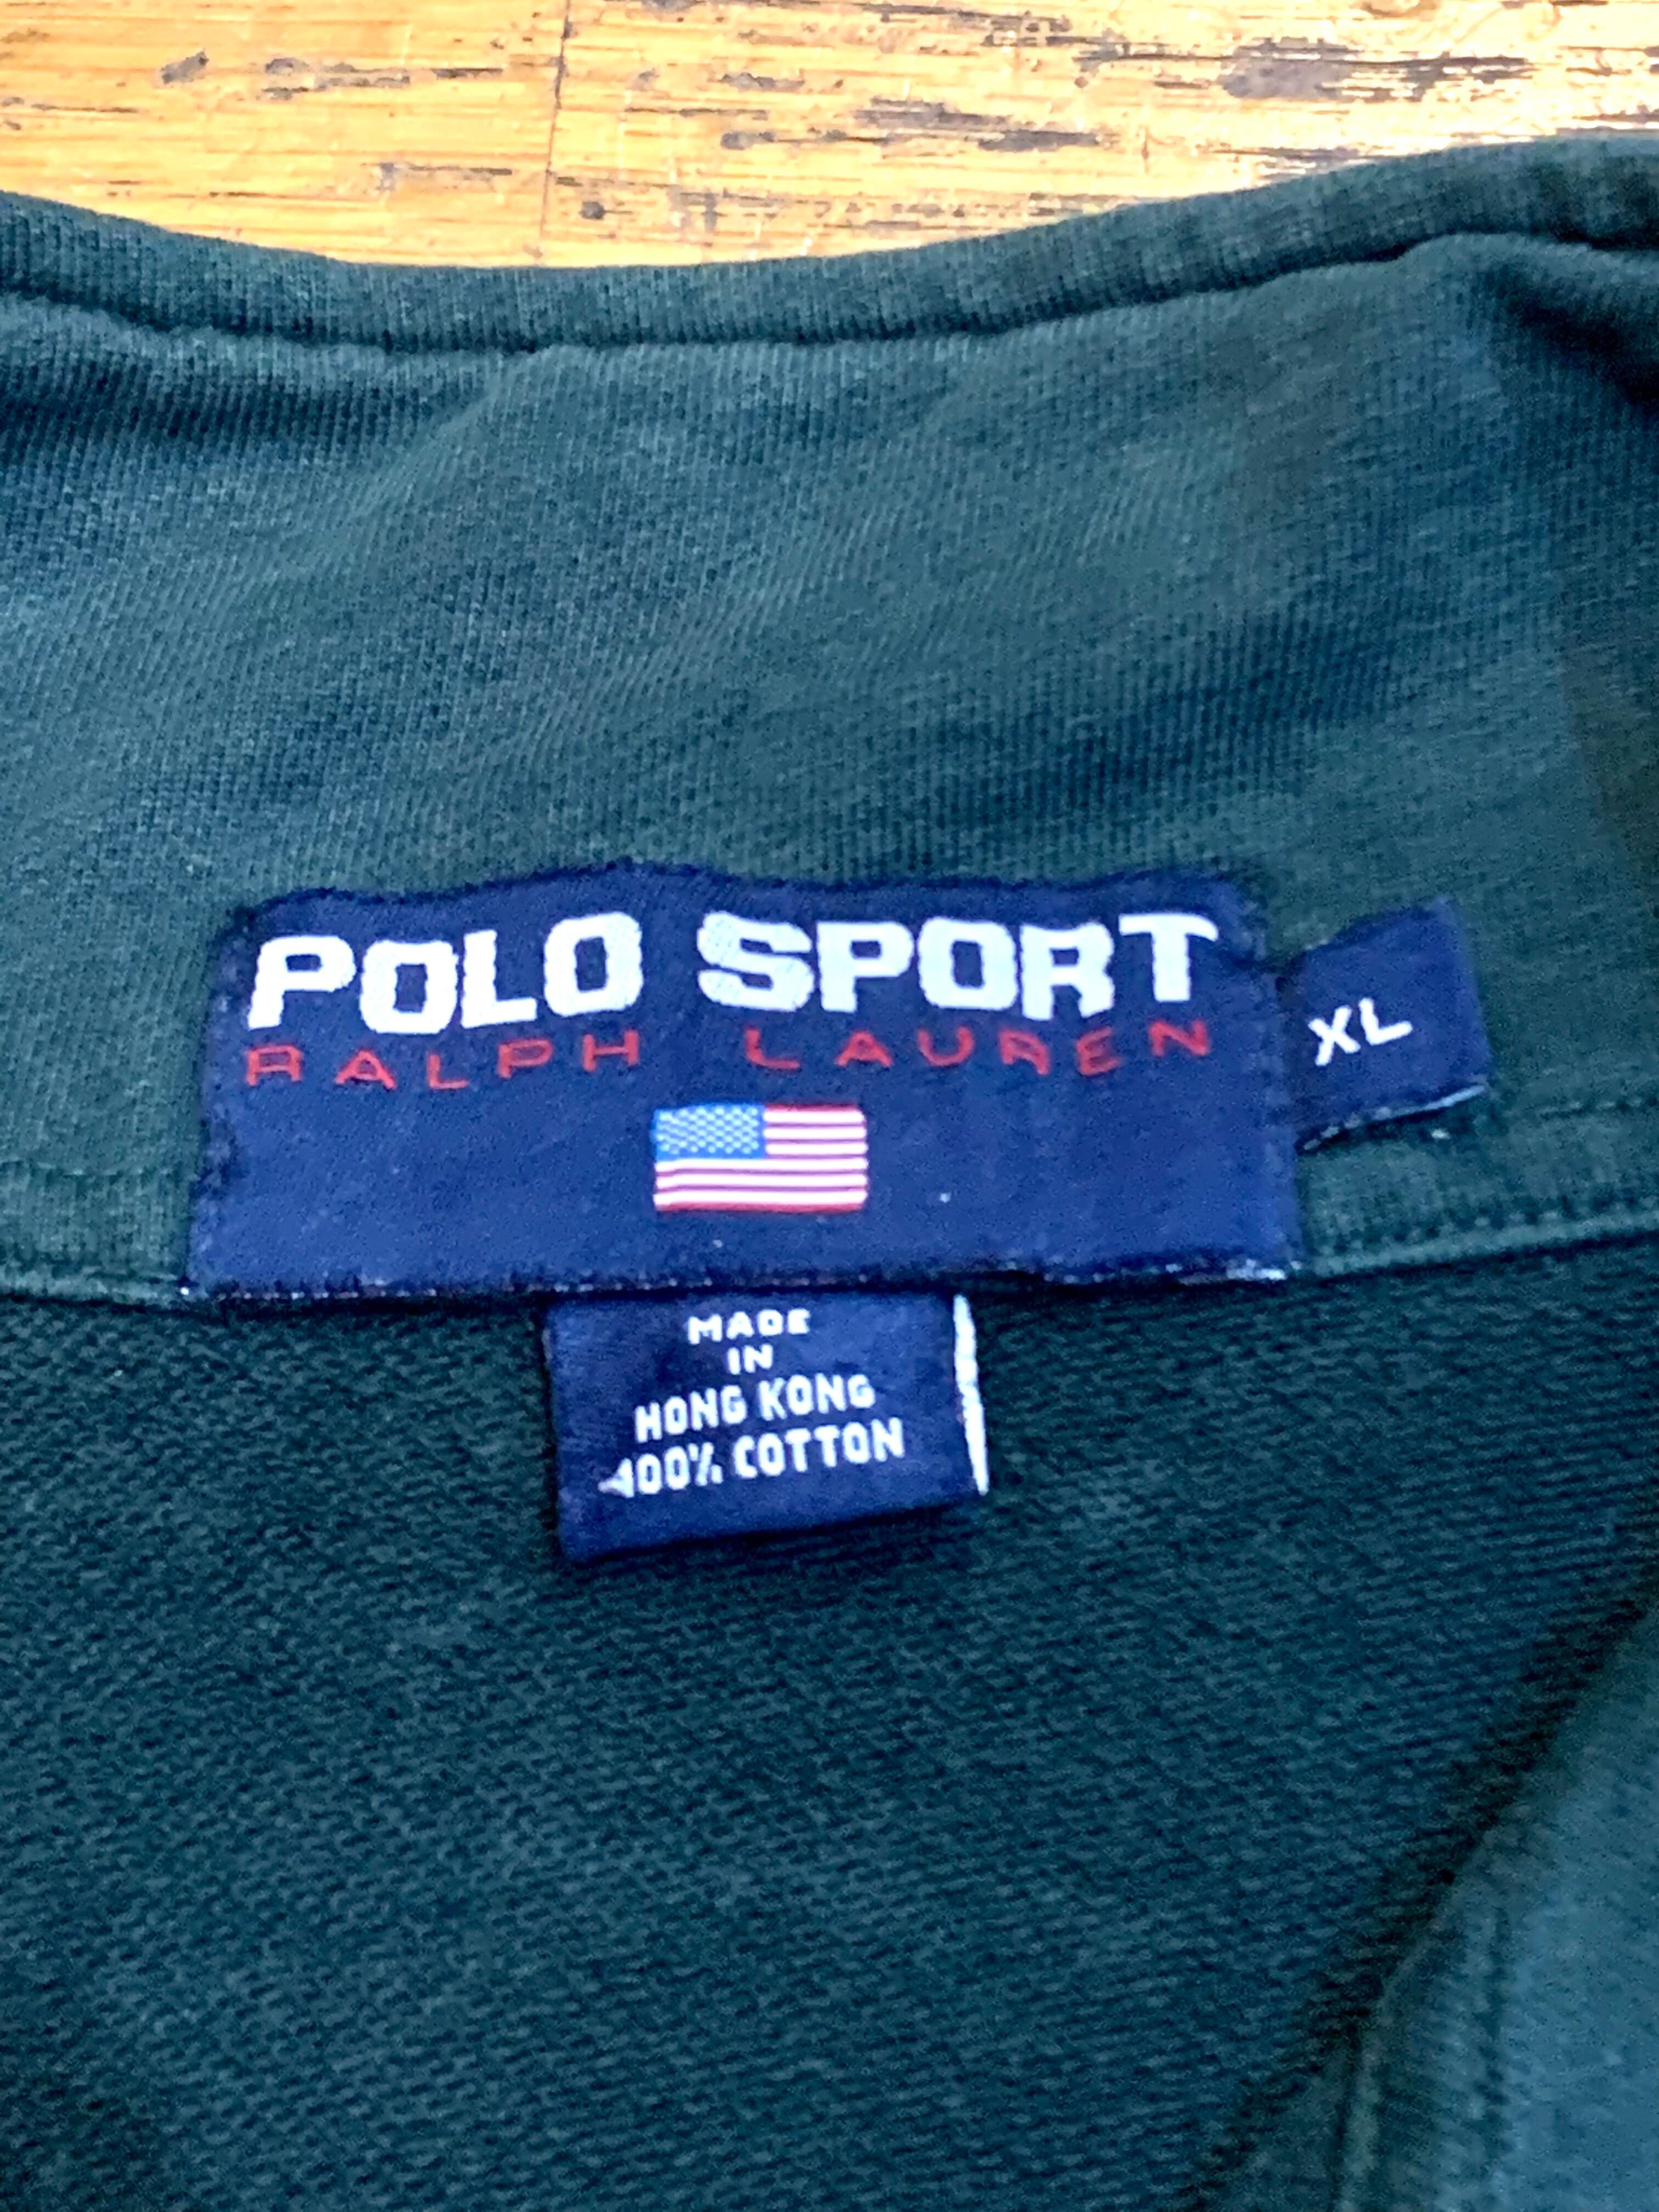 POLO SPORT
RALPH LAUREN
XL
MADE
IN
HONG KONG
100% COTTON